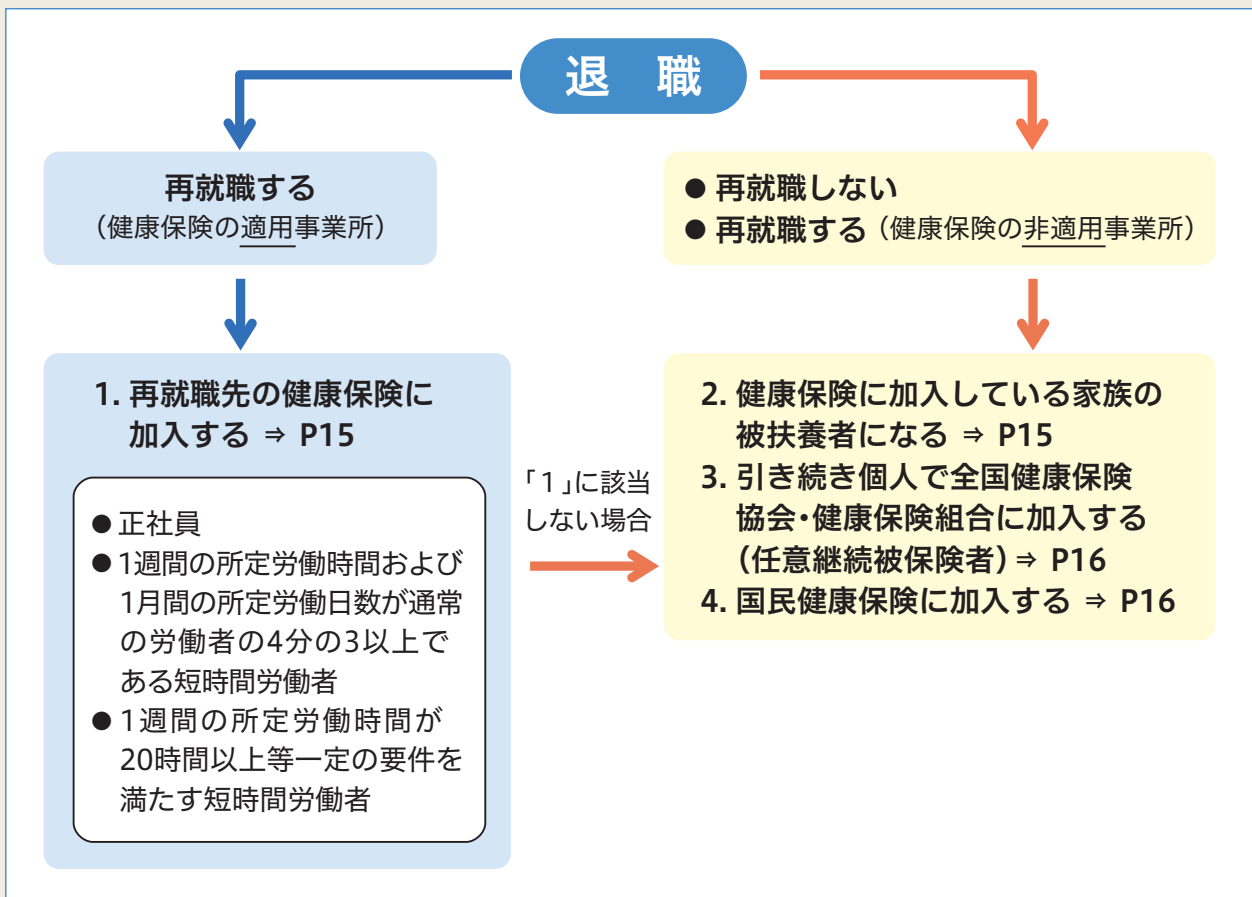 退 職
再就職する
（健康保険の適用事業所）
● 再就職しない
● 再就職する（健康保険の非適用事業所）
1. 再就職先の健康保険に
加入する ⇒ P15
● 正社員
● 1週間の所定労働時間および
1月間の所定労働日数が通常
の労働者の4分の3以上で
ある短時間労働者
● 1週間の所定労働時間が
20時間以上等一定の要件を
満たす短時間労働者
「1」に該当
しない場合
2. 健康保険に加入している家族の
被扶養者になる ⇒ P15
3. 引き続き個人で全国健康保険
協会・健康保険組合に加入する
（任意継続被保険者）⇒ P16
4. 国民健康保険に加入する ⇒ P16